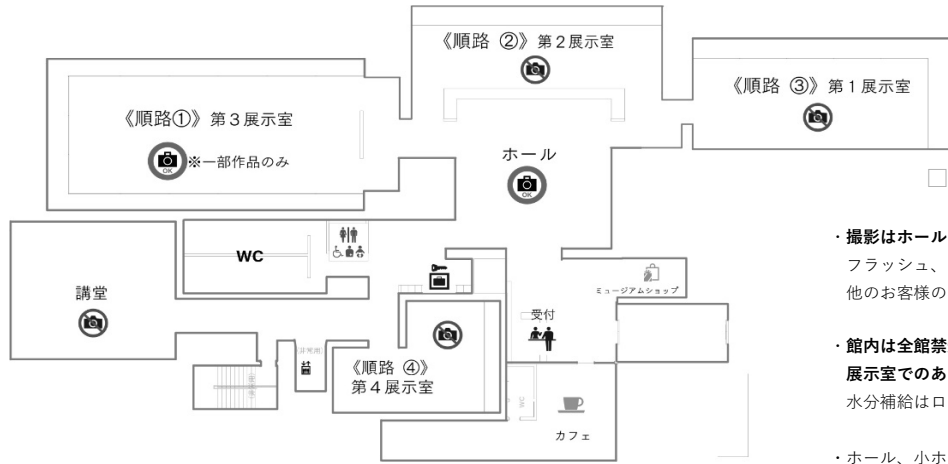 《順路 ②》第２展示室
《順路①》第３展示室
OK
※一部作品のみ
《順路 ③》第１展示室
ホール
OK
WC
講堂
ミュージアムショップ
受付
(非常用)
《順路 ④》
第４展示室
WC
カフェ
・撮影はホール
フラッシュ、
他のお客様の
・館内は全館禁
展示室でのあ
水分補給はロ
・ホール、小ホ